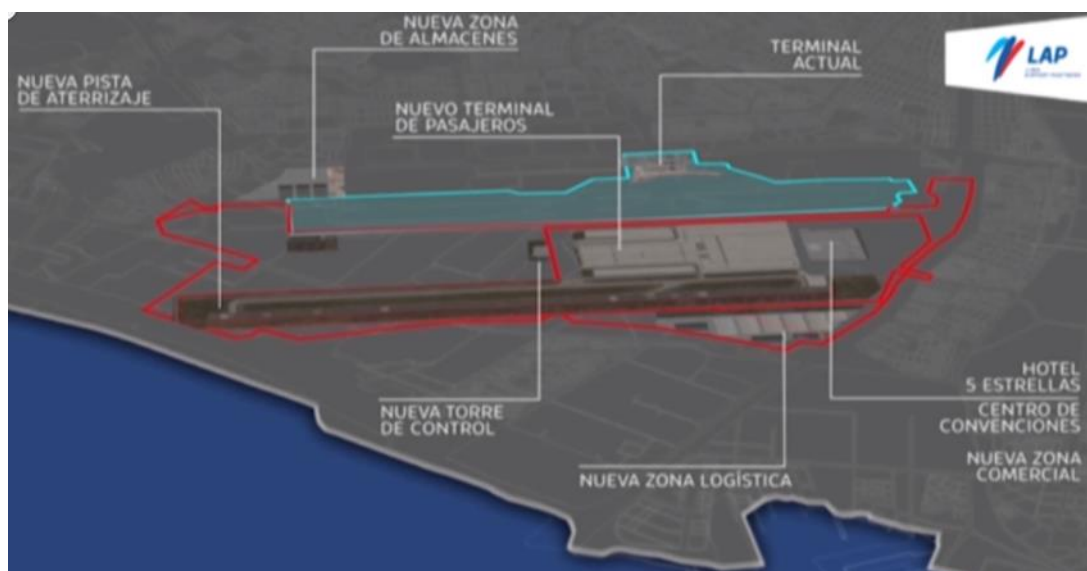 NUEVA ZONA
DE ALMACENES
TERMINAL
ACTUAL
LAP
NUEVA PISTA
DE ATERRIZAJE
NUEVO TERMINAL
DE PASAJEROS
HOTEL
5 ESTRELLAS
NUEVA TORRE
DE CONTROL
CENTRO DE
CONVENCIONES
NUEVA ZONA LOGÍSTICA
NUEVA ZONA
COMERCIAL